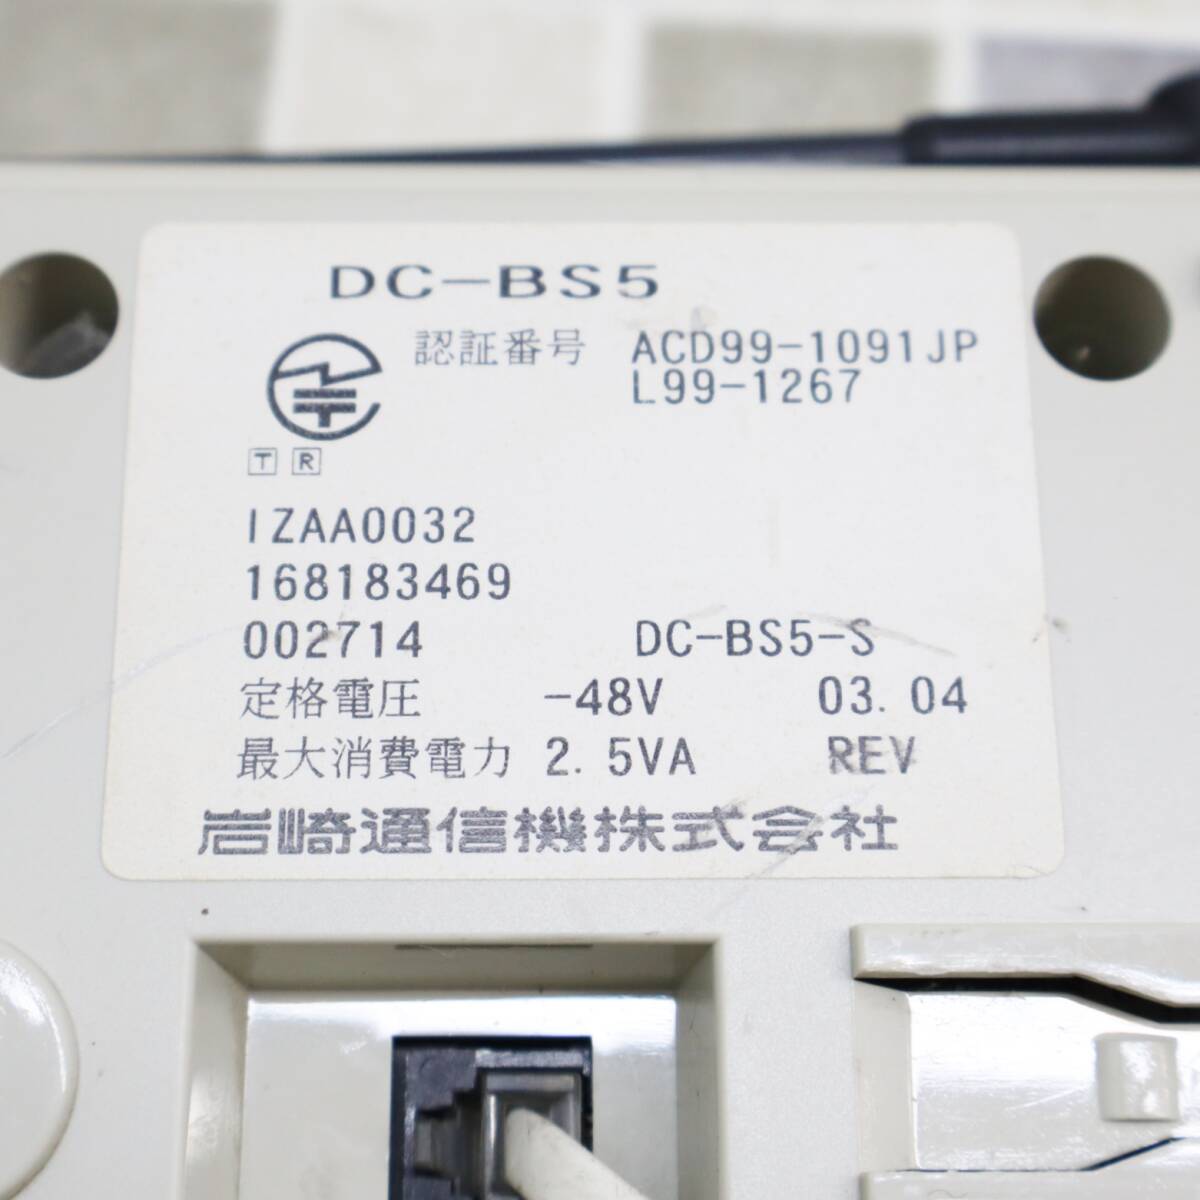 DC-BS5
認証番号 ACD99-1091JP
L99-1267
T R
IZAA0032
168183469
002714 DC-BS5-S
定格電圧 -48V 03.04
最大消費電力 2.5VA REV
岩崎通信機株式会社